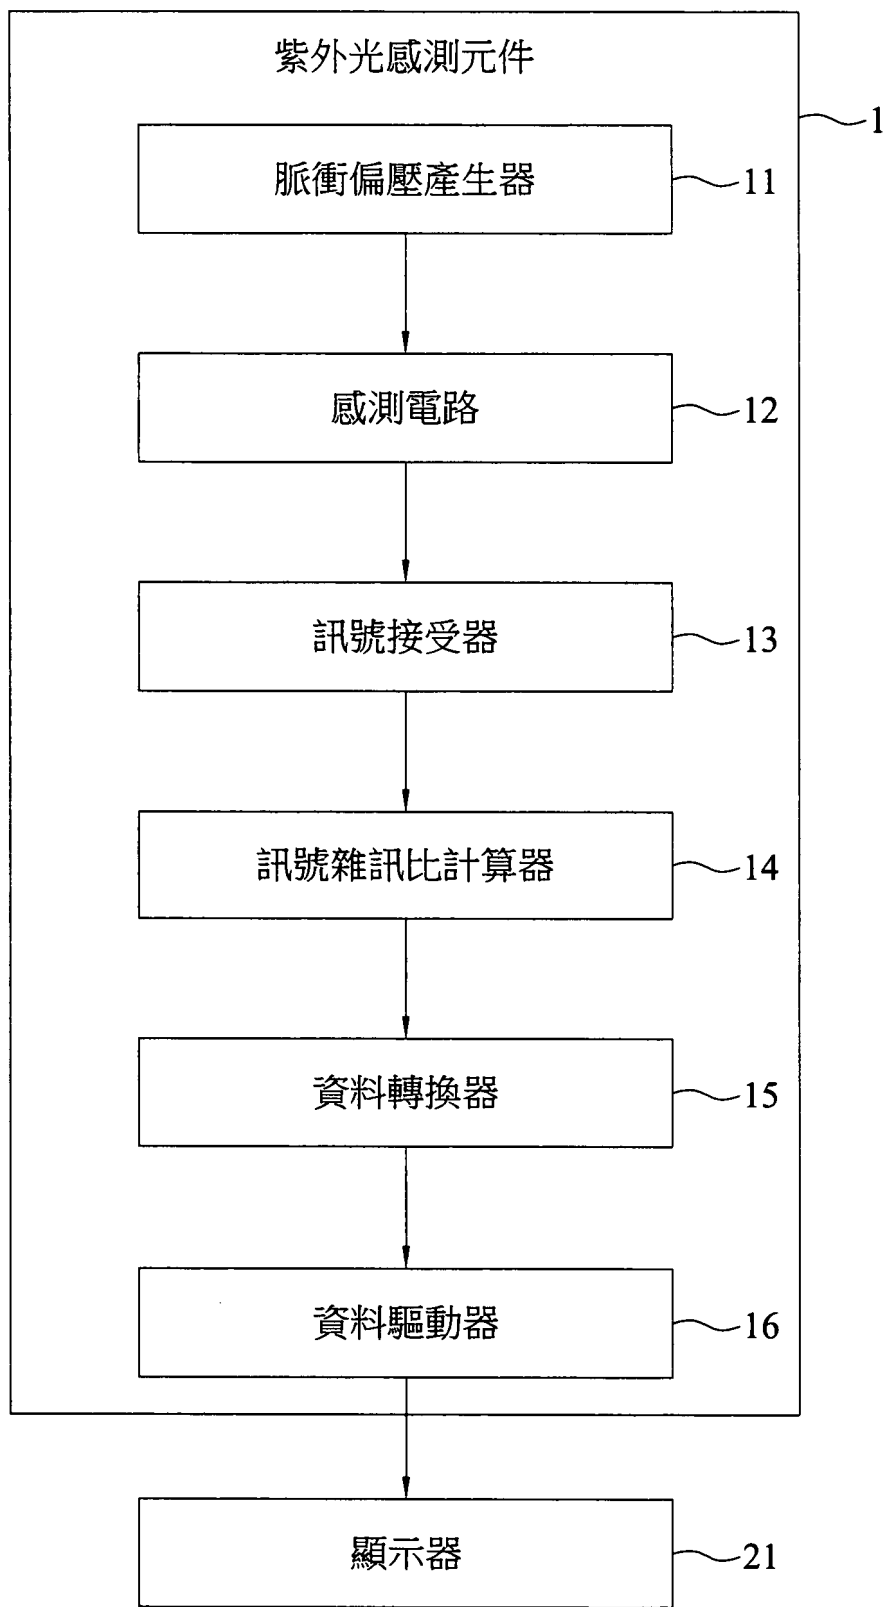 紫外光感測元件
1
脈衝偏壓產生器
11
感測電路
12
訊號接受器
13
訊號雜訊比計算器
14
資料轉換器
15
資料驅動器
16
顯示器
21